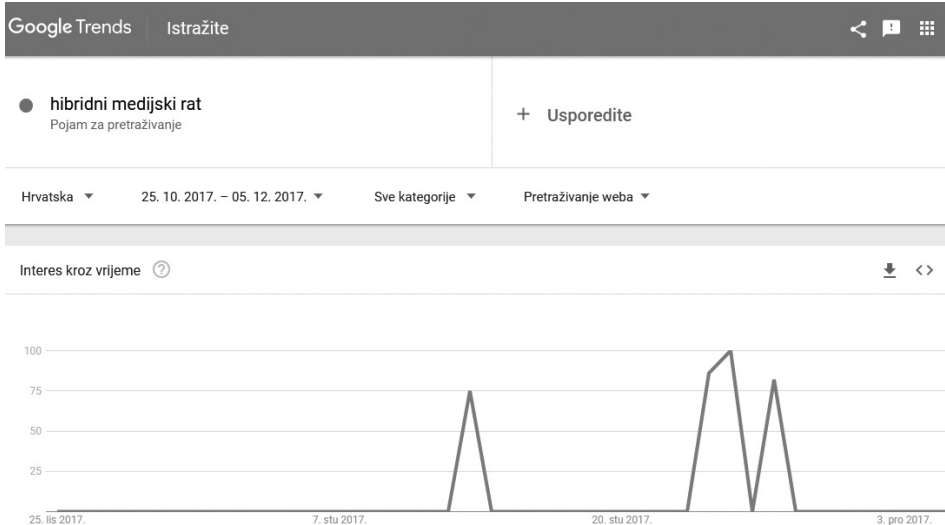 Google Trends Istražite
hibridni medijski rat
Pojam za pretraživanje
+ Usporedite
Hrvatska 25. 10. 2017. – 05. 12. 2017. Sve kategorije Pretraživanje weba
Interes kroz vrijeme ?
100
75
50
25
25. lis 2017. 7. stu 2017. 20. stu 2017. 3. pro 2017.